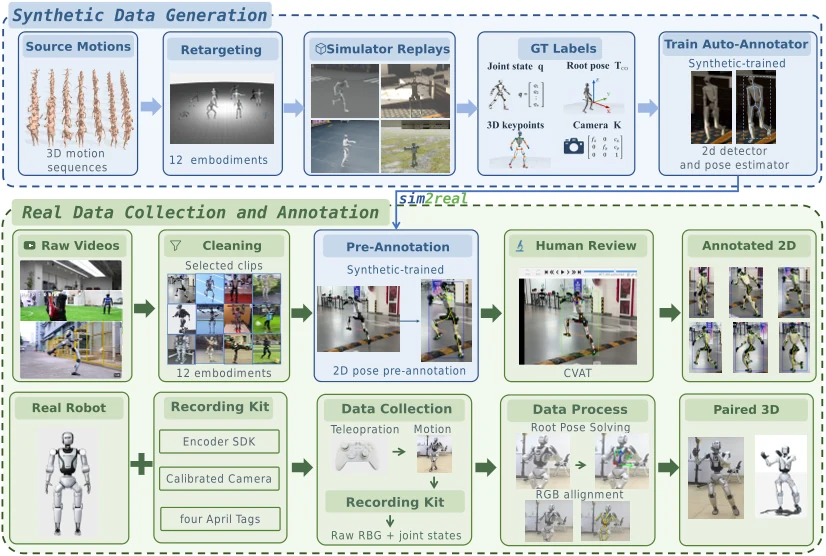 Synthetic Data Generation
Source Motions
3D motion
sequences
Retargeting
12 embodiments
Simulator Replays
GT Labels
Joint state q
Root pose T_CO
3D keypoints
Camera K
Train Auto-Annotator
Synthetic-trained
2d detector
and pose estimator
sim2real
Real Data Collection and Annotation
Raw Videos
Cleaning
Selected clips
12 embodiments
Pre-Annotation
Synthetic-trained
2D pose pre-annotation
Human Review
CVAT
Annotated 2D
Real Robot
Recording Kit
Encoder SDK
Calibrated Camera
four April Tags
Data Collection
Telepration
Motion
Recording Kit
Raw RBG + joint states
Data Process
Root Pose Solving
RGB allignment
Paired 3D